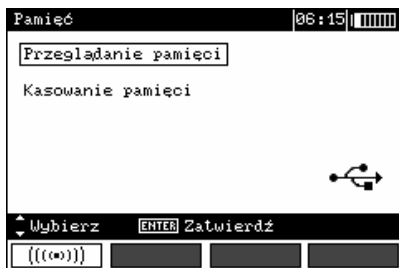 Pamięć 06:15
Przeglądanie pamięci
Kasowanie pamięci
Wybierz ENTER Zatwierdź